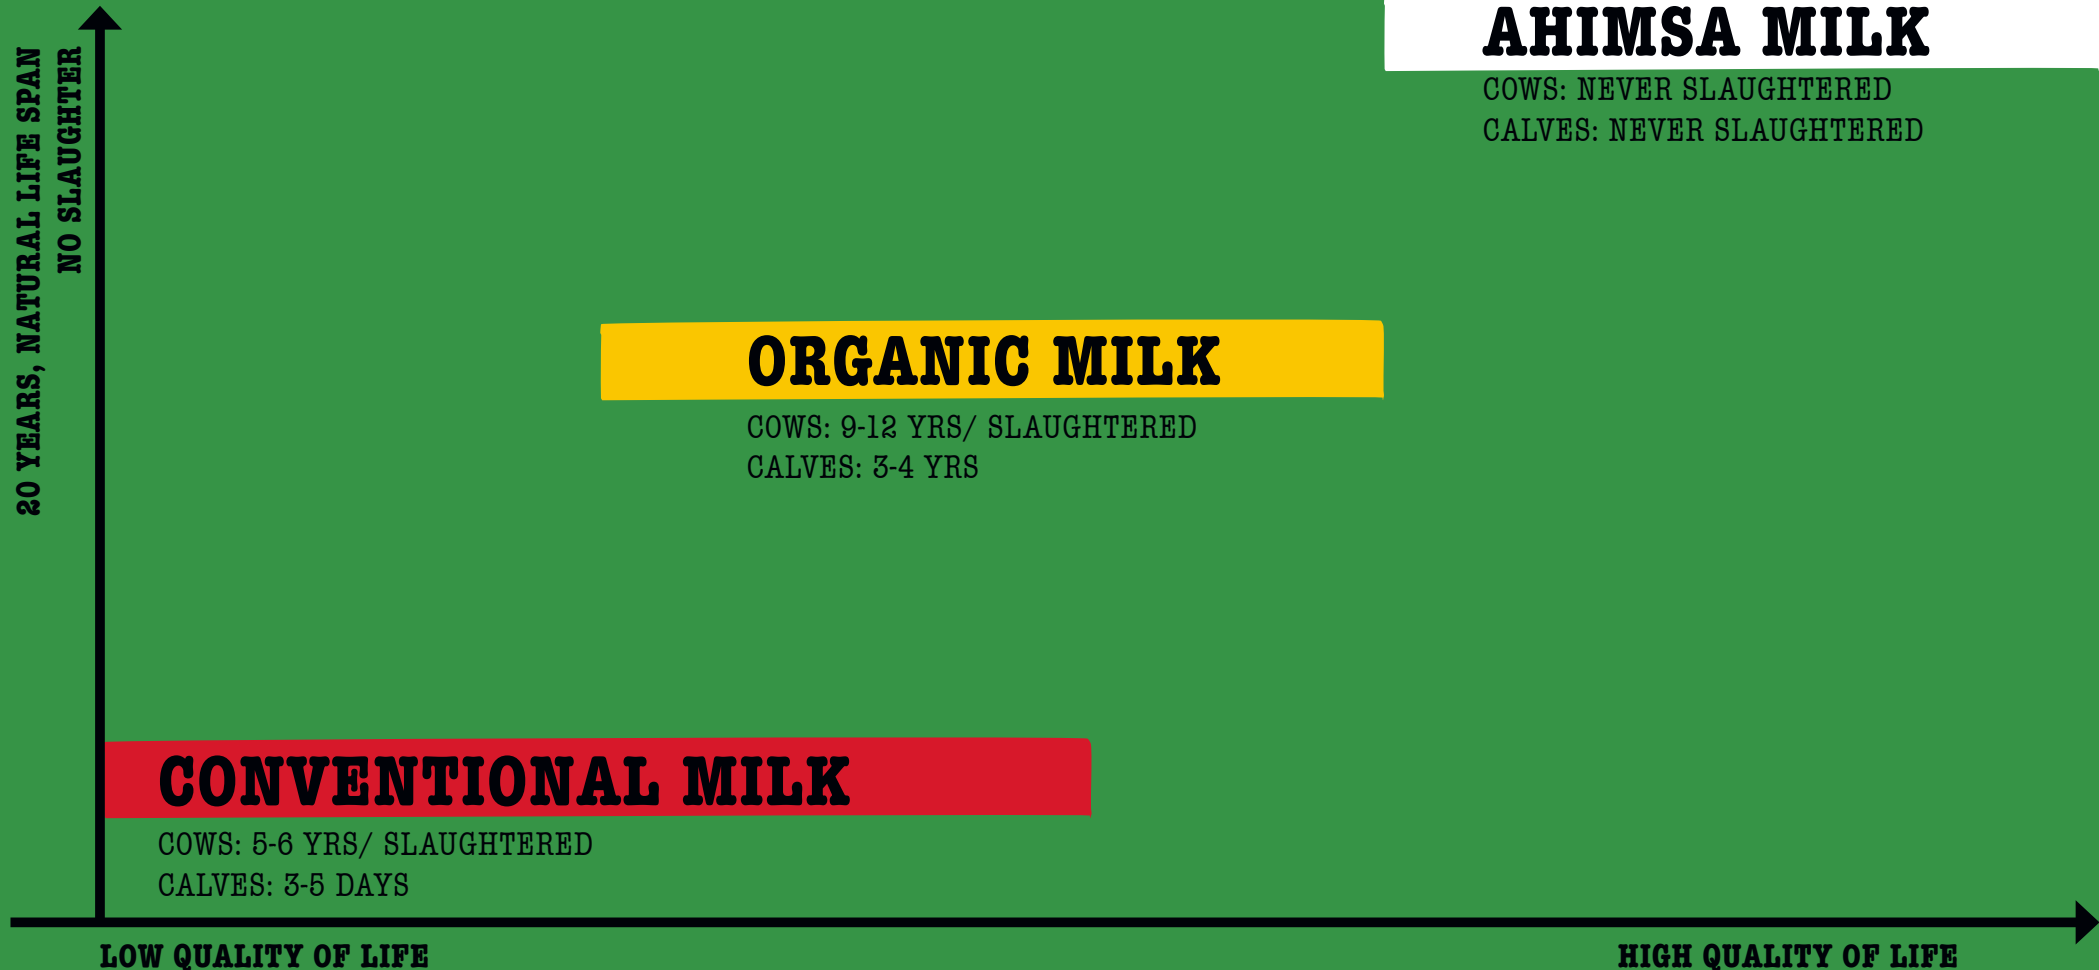 20 YEARS, NATURAL LIFE SPAN
NO SLAUGHTER
AHIMSA MILK
COWS: NEVER SLAUGHTERED
CALVES: NEVER SLAUGHTERED
ORGANIC MILK
COWS: 9-12 YRS/ SLAUGHTERED
CALVES: 3-4 YRS
CONVENTIONAL MILK
COWS: 5-6 YRS/ SLAUGHTERED
CALVES: 3-5 DAYS
LOW QUALITY OF LIFE
HIGH QUALITY OF LIFE